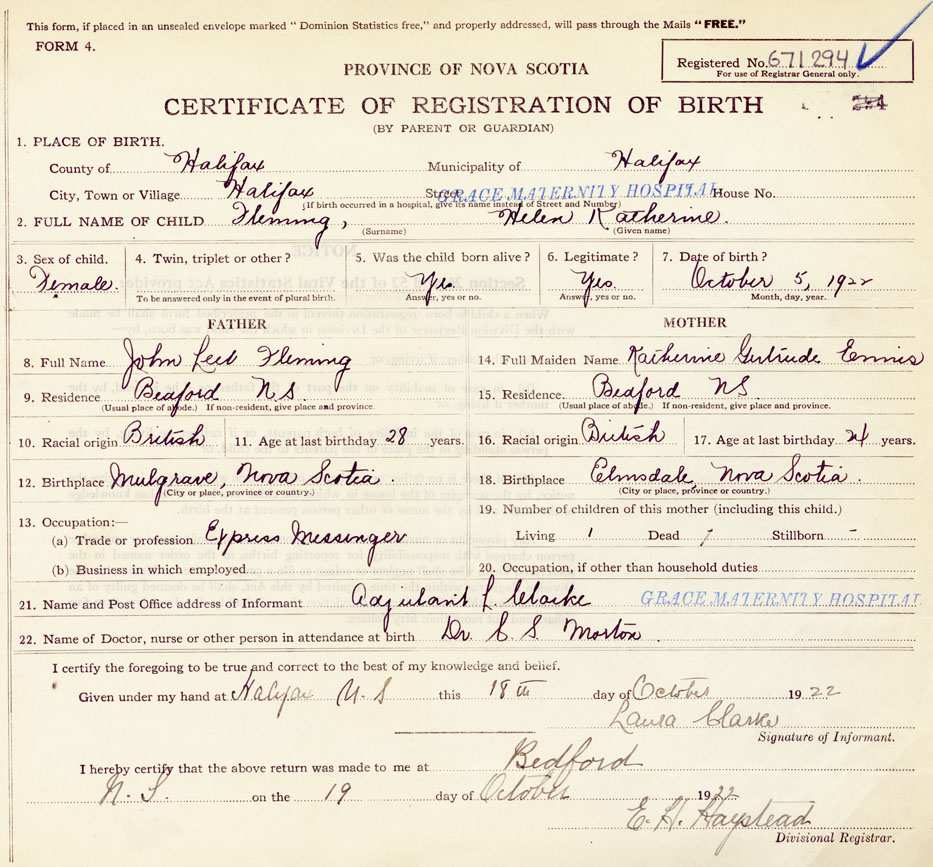 This form, if placed in an unsealed envelope marked "Dominion Statistics free," and properly addressed, will pass through the Mails "FREE."
FORM 4.
Registered No. 671294
For use of Registrar General only.
PROVINCE OF NOVA SCOTIA
CERTIFICATE OF REGISTRATION OF BIRTH
(BY PARENT OR GUARDIAN)
1. PLACE OF BIRTH.
County of Halifax Municipality of Halifax
City, Town or Village Halifax Street GRACE MATERNITY HOSPITAL House No.
(If birth occurred in a hospital, give its name instead of Street and Number)
2. FULL NAME OF CHILD Fleming, Helen Katherine.
(Surname) (Given name)
3. Sex of child. 4. Twin, triplet or other? 5. Was the child born alive? 6. Legitimate? 7. Date of birth?
Female. Yes. Yes. October 5, 1922
To be answered only in the event of plural birth. Answer, yes or no. Answer, yes or no. Month, day, year.
FATHER MOTHER
8. Full Name John Fleming 14. Full Maiden Name Katherine Gertrude Ennis
9. Residence Bedford NS 15. Residence. Bedford NS
(Usual place of abode.) If non-resident, give place and province. (Usual place of abode.) If non-resident, give place and province.
10. Racial origin British 11. Age at last birthday 28 years. 16. Racial origin British 17. Age at last birthday 24 years.
12. Birthplace Mulgrave, Nova Scotia. 18. Birthplace Elmsdale, Nova Scotia.
(City or place, province or country.) (City or place, province or country.)
13. Occupation:— 19. Number of children of this mother (including this child.)
(a) Trade or profession Express Messenger Living 1 Dead Stillborn -
(b) Business in which employed 20. Occupation, if other than household duties
21. Name and Post Office address of Informant Adjutant L. Clarke GRACE MATERNITY HOSPITAL
22. Name of Doctor, nurse or other person in attendance at birth Dr. C. S. Morton.
I certify the foregoing to be true and correct to the best of my knowledge and belief.
Given under my hand at Halifax N S this 18th day of October 1922
Laura Clarke
Signature of Informant.
I hereby certify that the above return was made to me at Bedford
N. S. on the 19 day of October 1922
E. H. Haystead
Divisional Registrar.